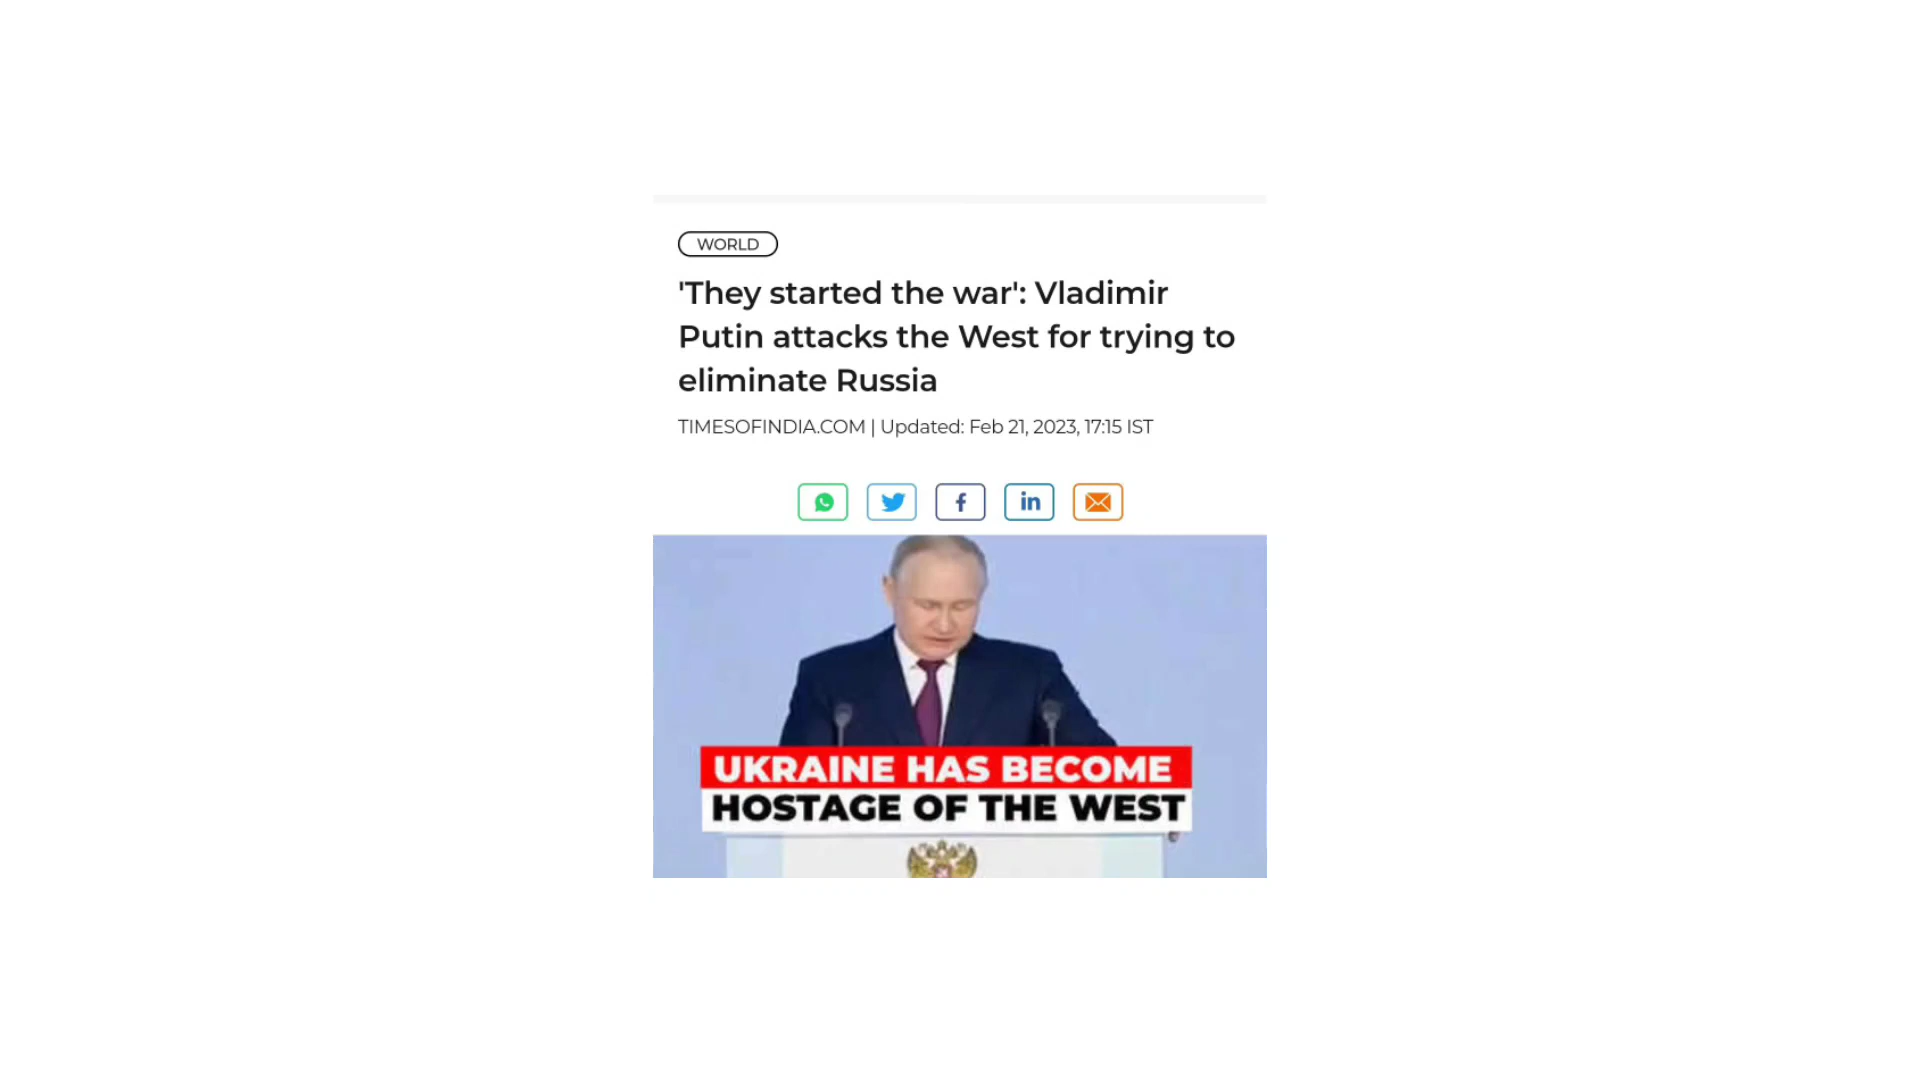 WORLD
'They started the war': Vladimir
Putin attacks the West for trying to
eliminate Russia
TIMESOFINDIA.COM | Updated: Feb 21, 2023, 17:15 IST
f
in
UKRAINE HAS BECOME
HOSTAGE OF THE WEST